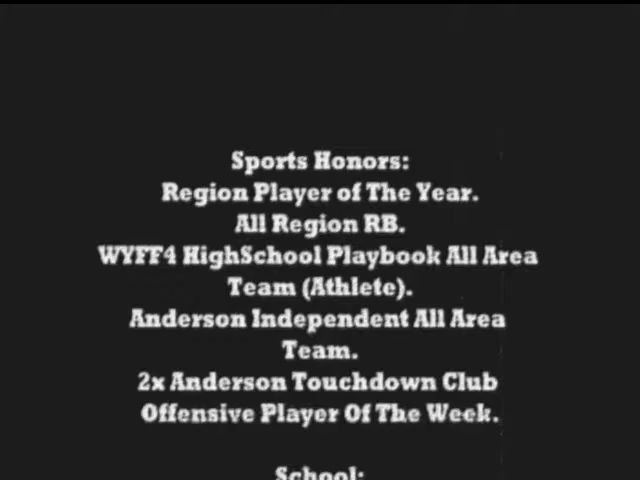 Sports Honors:
Region Player of The Year.
All Region RB.
WYFF4 HighSchool Playbook All Area
Team (Athlete).
Anderson Independent All Area
Team.
2x Anderson Touchdown Club
Offensive Player Of The Week.
School: